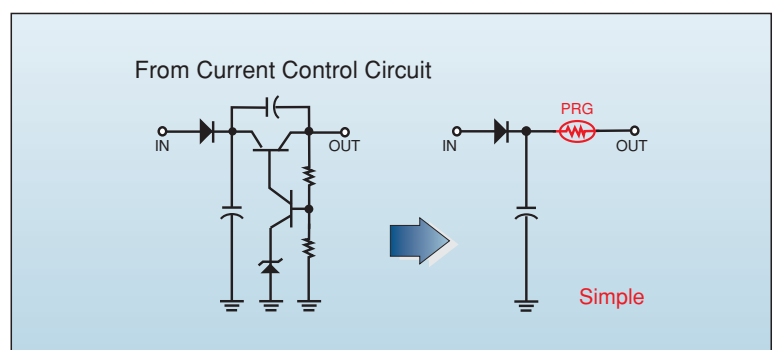 From Current Control Circuit
IN
OUT
PRG
IN
OUT
Simple